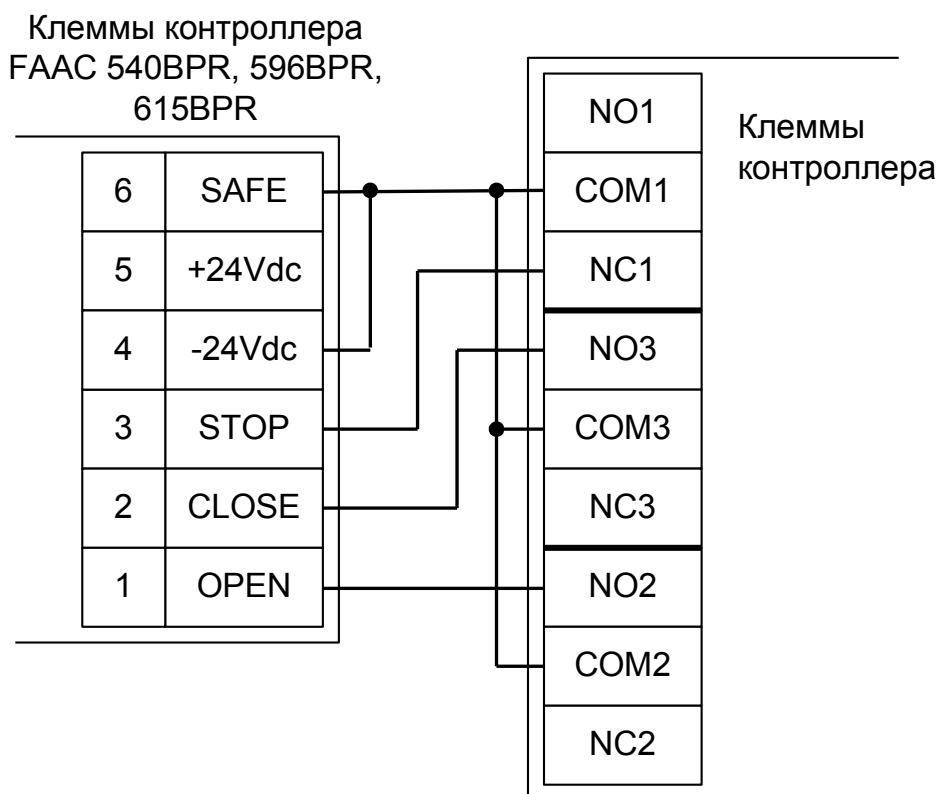 Клеммы контроллера
FAAC 540BPR, 596BPR,
615BPR
6 SAFE
5 +24Vdc
4 -24Vdc
3 STOP
2 CLOSE
1 OPEN
NO1
COM1
NC1
NO3
COM3
NC3
NO2
COM2
NC2
Клеммы
контроллера